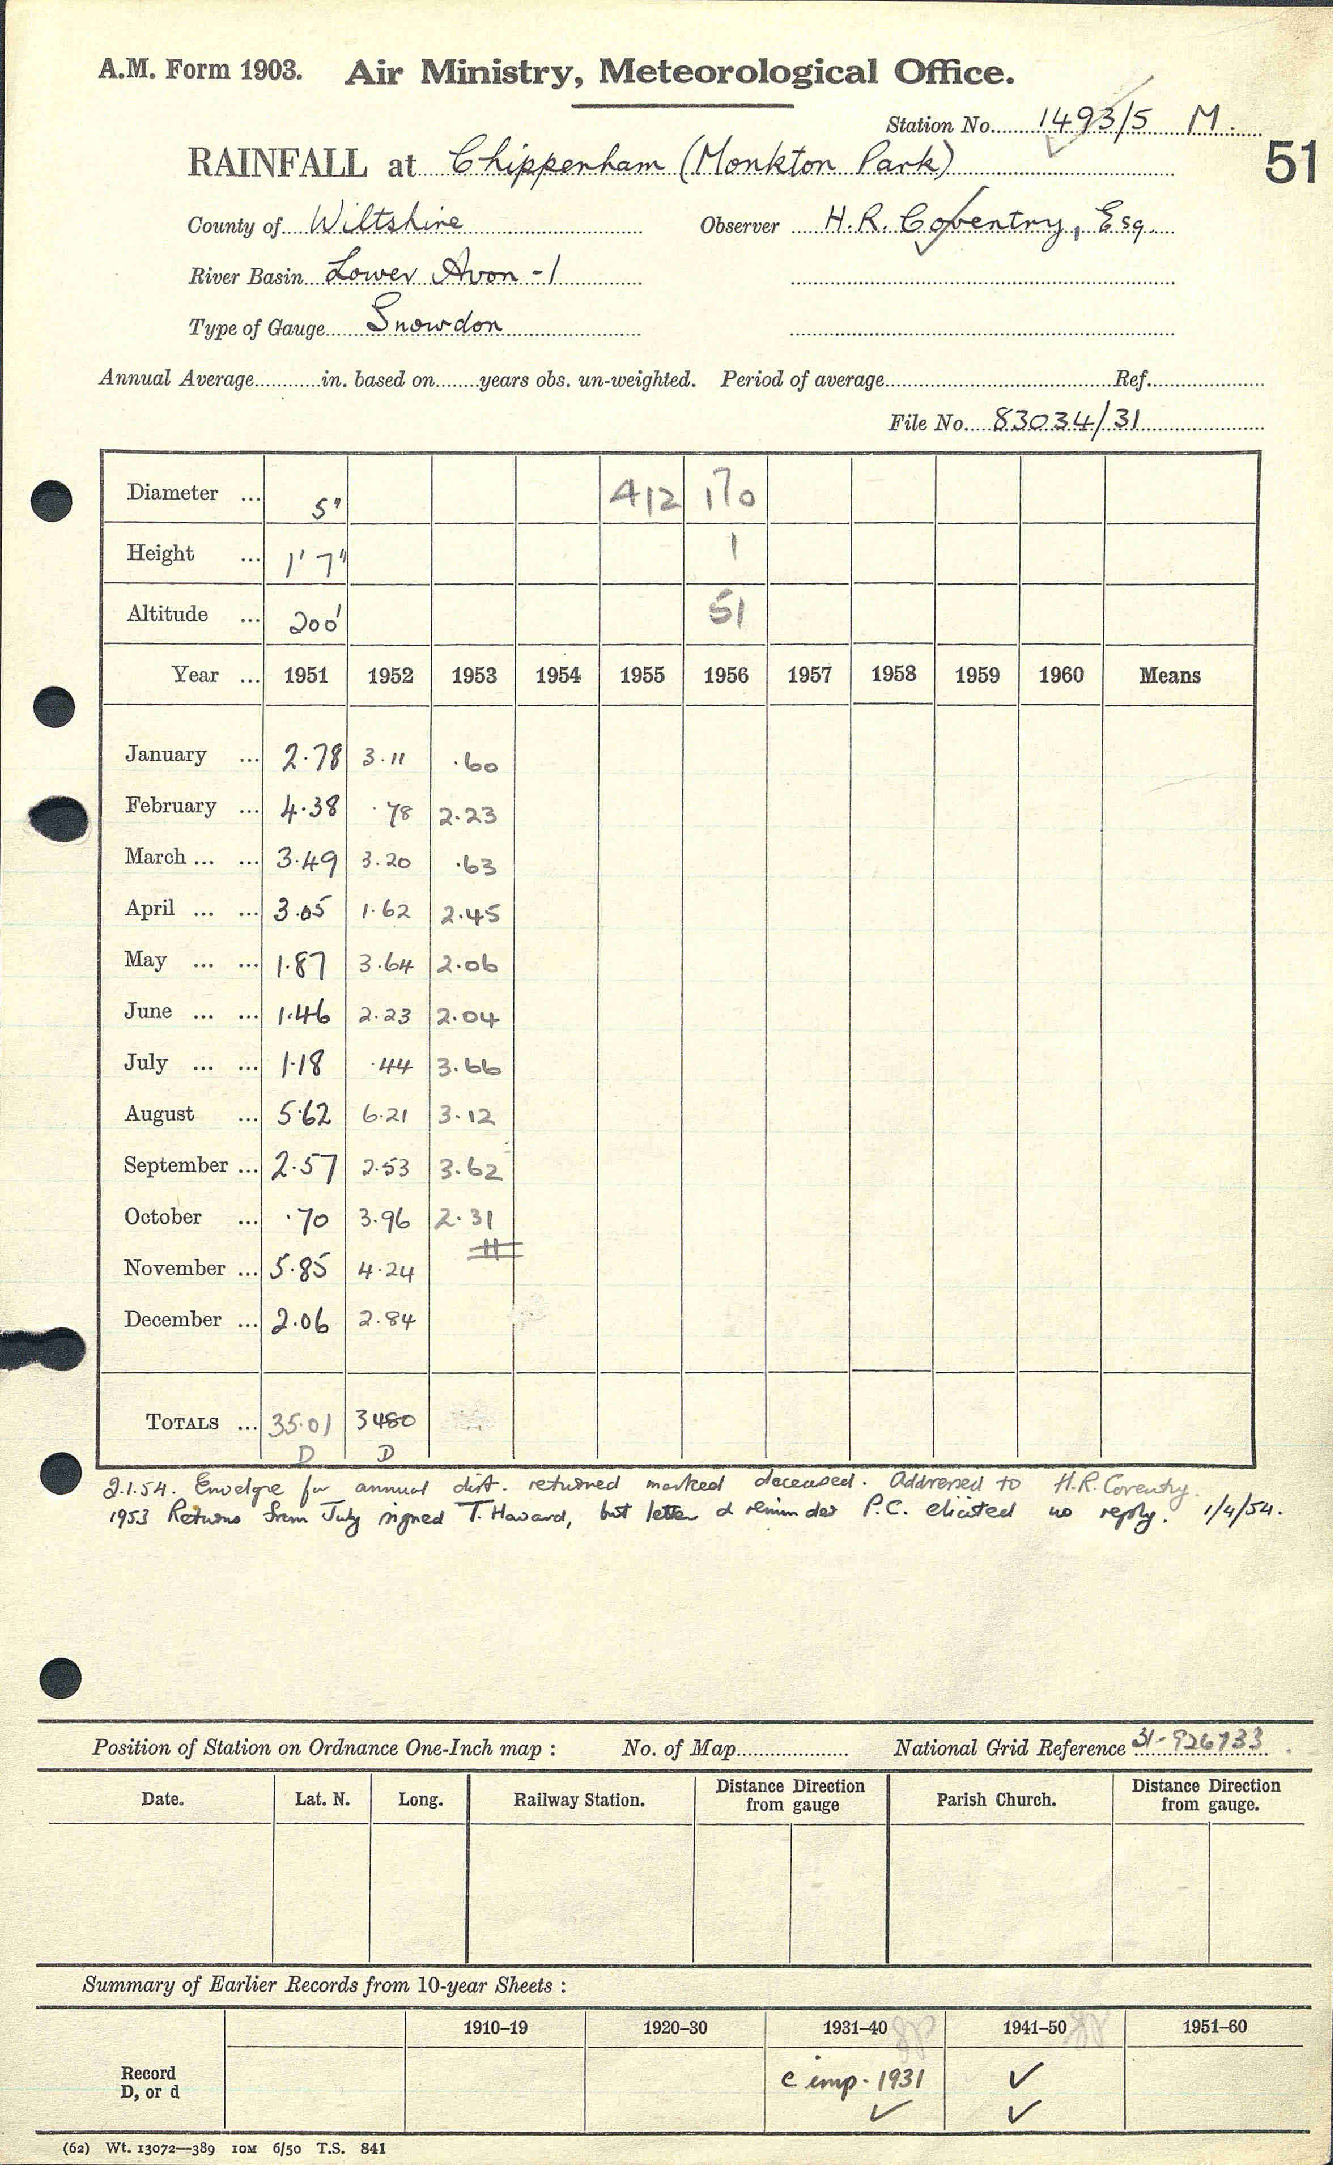 A.M. Form 1903. Air Ministry, Meteorological Office.
Station No. 1493/5 M.
51
RAINFALL at Chippenham (Monkton Park)
County of Wiltshire Observer H.R. Coventry, Esq.
River Basin Lower Avon - 1
Type of Gauge Snowdon
Annual Average in. based on years obs. un-weighted. Period of average Ref.
File No. 83034/31
Diameter ... 5" 412 170
Height ... 1' 7" 1
Altitude ... 200' 51
Year ... 1951 1952 1953 1954 1955 1956 1957 1958 1959 1960 Means
January ... 2.78 3.11 .60
February ... 4.38 .78 2.23
March ... ... 3.49 3.20 .63
April ... ... 3.05 1.62 2.45
May ... ... 1.87 3.64 2.06
June ... ... 1.46 2.23 2.04
July ... ... 1.18 .44 3.66
August ... 5.62 6.21 3.12
September ... 2.57 2.53 3.62
October ... .70 3.96 2.31
November ... 5.85 4.24
December ... 2.06 2.84
TOTALS ... 35.01 3480
D D
2.1.54. Envelope for annual dist. returned marked deceased. Addressed to H.R. Coventry.
1953 Returns from July signed T. Haward, but letter & reminder P.C. elicited no reply. 1/4/54.
Position of Station on Ordnance One-Inch map : No. of Map National Grid Reference 31-926733
Date. Lat. N. Long. Railway Station. Distance Direction from gauge Parish Church. Distance Direction from gauge.
Summary of Earlier Records from 10-year Sheets :
1910-19 1920-30 1931-40 1941-50 1951-60
Record D, or d c imp. 1931 ✓
✓ ✓
(62) Wt. 13072—389 10M 6/50 T.S. 841